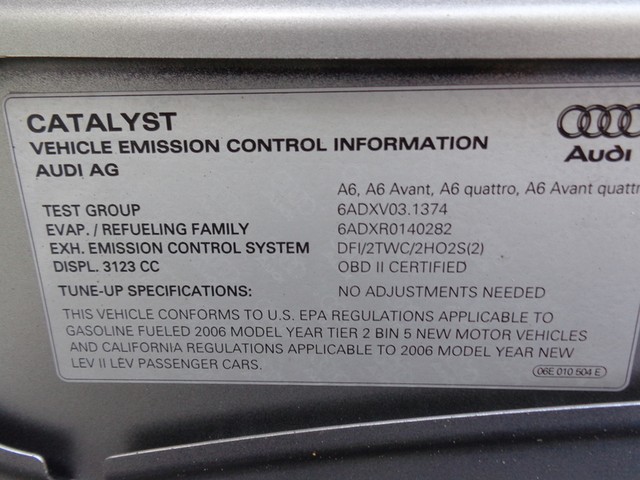 CATALYST
VEHICLE EMISSION CONTROL INFORMATION
AUDI AG
Audi
A6, A6 Avant, A6 quattro, A6 Avant quattr
TEST GROUP 6ADXV03.1374
EVAP. / REFUELING FAMILY 6ADXR0140282
EXH. EMISSION CONTROL SYSTEM DFI/2TWC/2HO2S(2)
DISPL. 3123 CC OBD II CERTIFIED
TUNE-UP SPECIFICATIONS: NO ADJUSTMENTS NEEDED
THIS VEHICLE CONFORMS TO U.S. EPA REGULATIONS APPLICABLE TO
GASOLINE FUELED 2006 MODEL YEAR TIER 2 BIN 5 NEW MOTOR VEHICLES
AND CALIFORNIA REGULATIONS APPLICABLE TO 2006 MODEL YEAR NEW
LEV II LEV PASSENGER CARS.
06E 010 504 E